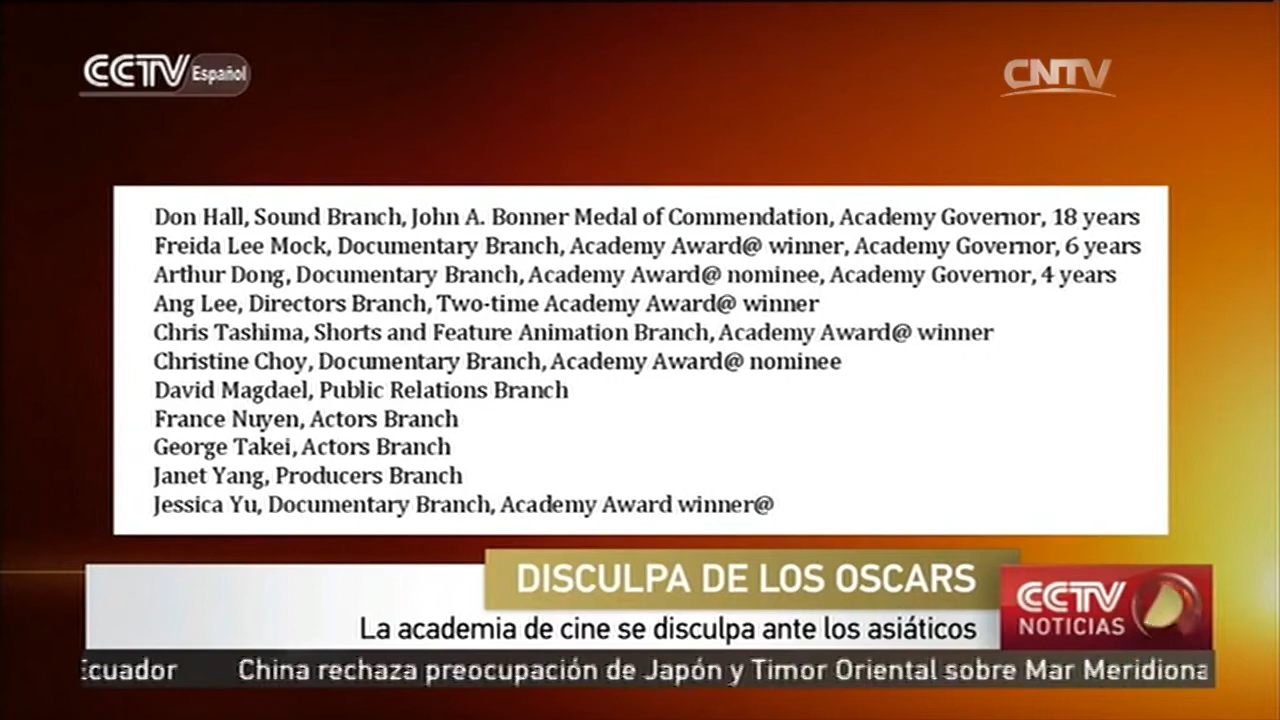 CCTV Español
CNTV
Don Hall, Sound Branch, John A. Bonner Medal of Commendation, Academy Governor, 18 years
Freida Lee Mock, Documentary Branch, Academy Award@ winner, Academy Governor, 6 years
Arthur Dong, Documentary Branch, Academy Award@ nominee, Academy Governor, 4 years
Ang Lee, Directors Branch, Two-time Academy Award@ winner
Chris Tashima, Shorts and Feature Animation Branch, Academy Award@ winner
Christine Choy, Documentary Branch, Academy Award@ nominee
David Magdael, Public Relations Branch
France Nuyen, Actors Branch
George Takei, Actors Branch
Janet Yang, Producers Branch
Jessica Yu, Documentary Branch, Academy Award winner@
DISCULPA DE LOS OSCARS
La academia de cine se disculpa ante los asiáticos
CCTV
NOTICIAS
Ecuador China rechaza preocupación de Japón y Timor Oriental sobre Mar Meridiona